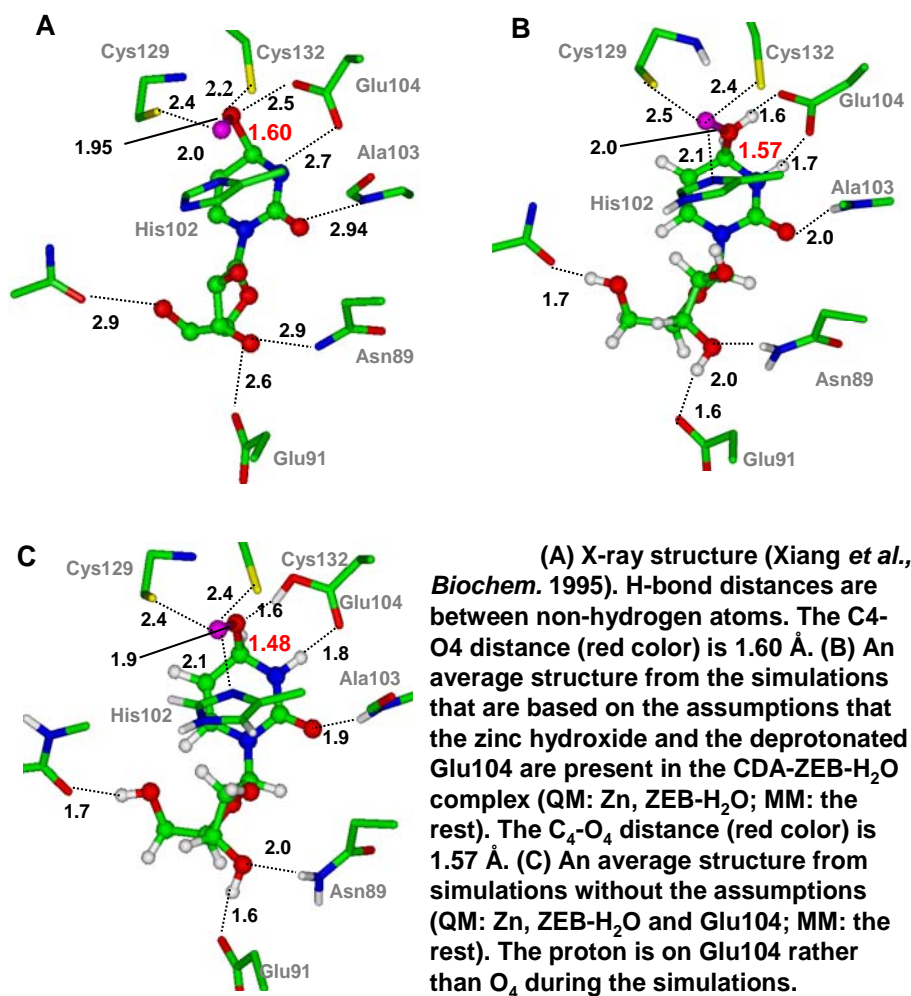 A
Cys129
Cys132
2.2
2.5
Glu104
2.4
1.95
1.60
2.0
2.7
Ala103
His102
2.94
2.9
2.9
Asn89
2.6
Glu91
B
Cys129
Cys132
2.4
Glu104
2.5
1.6
2.0
1.57
2.1
1.7
Ala103
His102
2.0
1.7
Asn89
2.0
1.6
Glu91
C
Cys129
Cys132
2.4
1.6
Glu104
2.4
1.48
1.9
1.8
2.1
Ala103
His102
1.9
1.7
2.0
Asn89
1.6
Glu91
(A) X-ray structure (Xiang et al.,
Biochem. 1995). H-bond distances are
between non-hydrogen atoms. The C4-
O4 distance (red color) is 1.60 Å. (B) An
average structure from the simulations
that are based on the assumptions that
the zinc hydroxide and the deprotonated
Glu104 are present in the CDA-ZEB-H₂O
complex (QM: Zn, ZEB-H₂O; MM: the
rest). The C₄-O₄ distance (red color) is
1.57 Å. (C) An average structure from
simulations without the assumptions
(QM: Zn, ZEB-H₂O and Glu104; MM: the
rest). The proton is on Glu104 rather
than O₄ during the simulations.